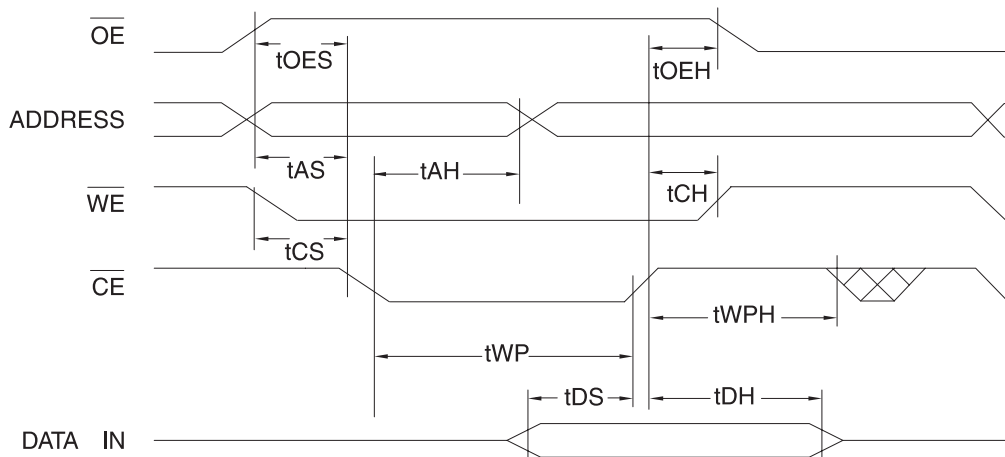 OE
tOES
tOEH
ADDRESS
tAS
tAH
tCH
WE
tCS
CE
tWPH
tWP
tDS
tDH
DATA IN